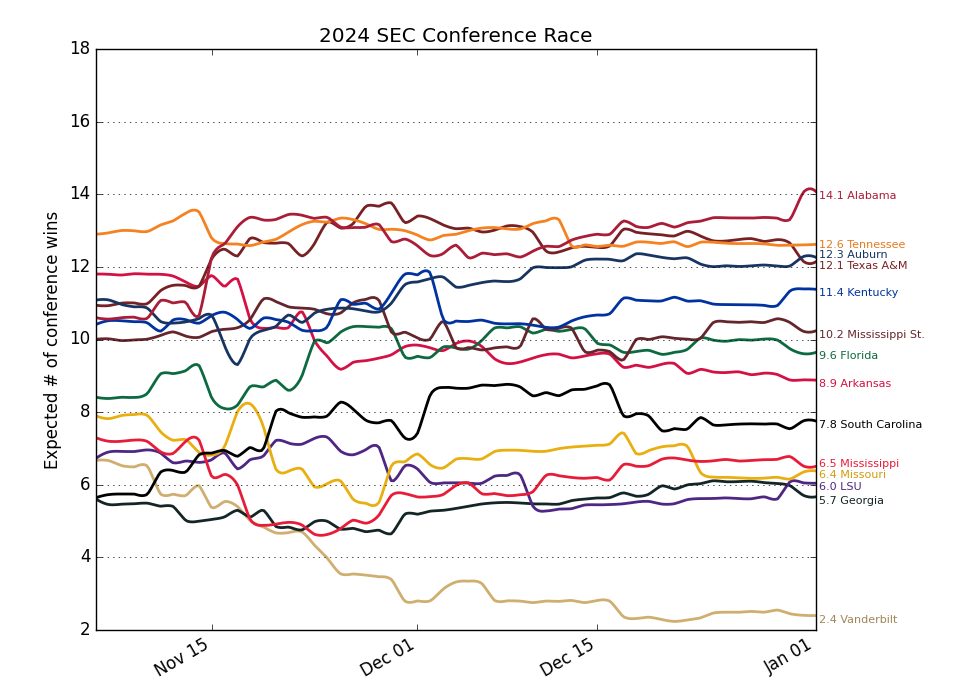 2024 SEC Conference Race
Expected # of conference wins
18
16
14
12
10
8
6
4
2
Nov 15
Dec 01
Dec 15
Jan 01
14.1 Alabama
12.6 Tennessee
12.3 Auburn
12.1 Texas A&M
11.4 Kentucky
10.2 Mississippi St.
9.6 Florida
8.9 Arkansas
7.8 South Carolina
6.5 Mississippi
6.4 Missouri
6.0 LSU
5.7 Georgia
2.4 Vanderbilt